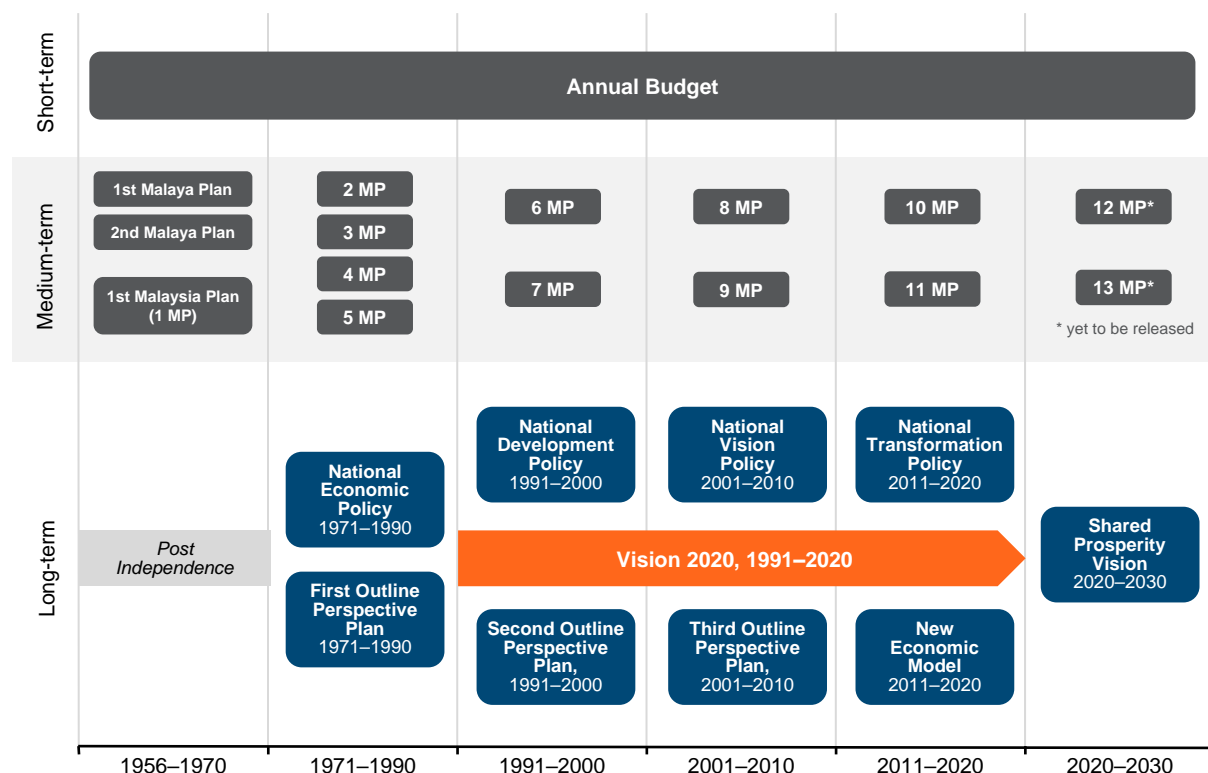 Short-term
Annual Budget
Medium-term
1st Malaya Plan
2nd Malaya Plan
1st Malaysia Plan
(1 MP)
2 MP
3 MP
4 MP
5 MP
6 MP
7 MP
8 MP
9 MP
10 MP
11 MP
12 MP*
13 MP*
* yet to be released
Long-term
Post
Independence
National
Economic
Policy
1971–1990
First Outline
Perspective
Plan
1971–1990
National
Development
Policy
1991–2000
National
Vision
Policy
2001–2010
National
Transformation
Policy
2011–2020
Vision 2020, 1991–2020
Second Outline
Perspective
Plan,
1991–2000
Third Outline
Perspective
Plan,
2001–2010
New
Economic
Model
2011–2020
Shared
Prosperity
Vision
2020–2030
1956–1970
1971–1990
1991–2000
2001–2010
2011–2020
2020–2030